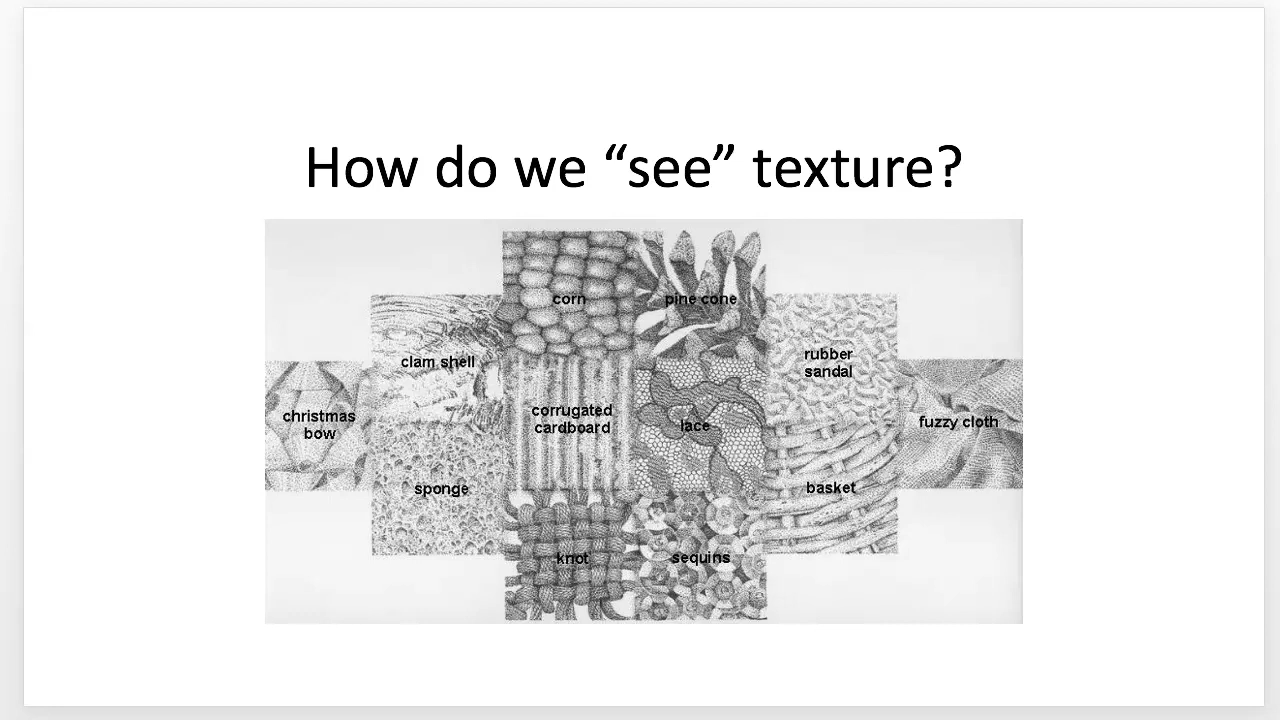 How do we “see” texture?
corn
pine cone
clam shell
rubber
sandal
christmas
bow
corrugated
cardboard
lace
fuzzy cloth
sponge
basket
knot
sequins